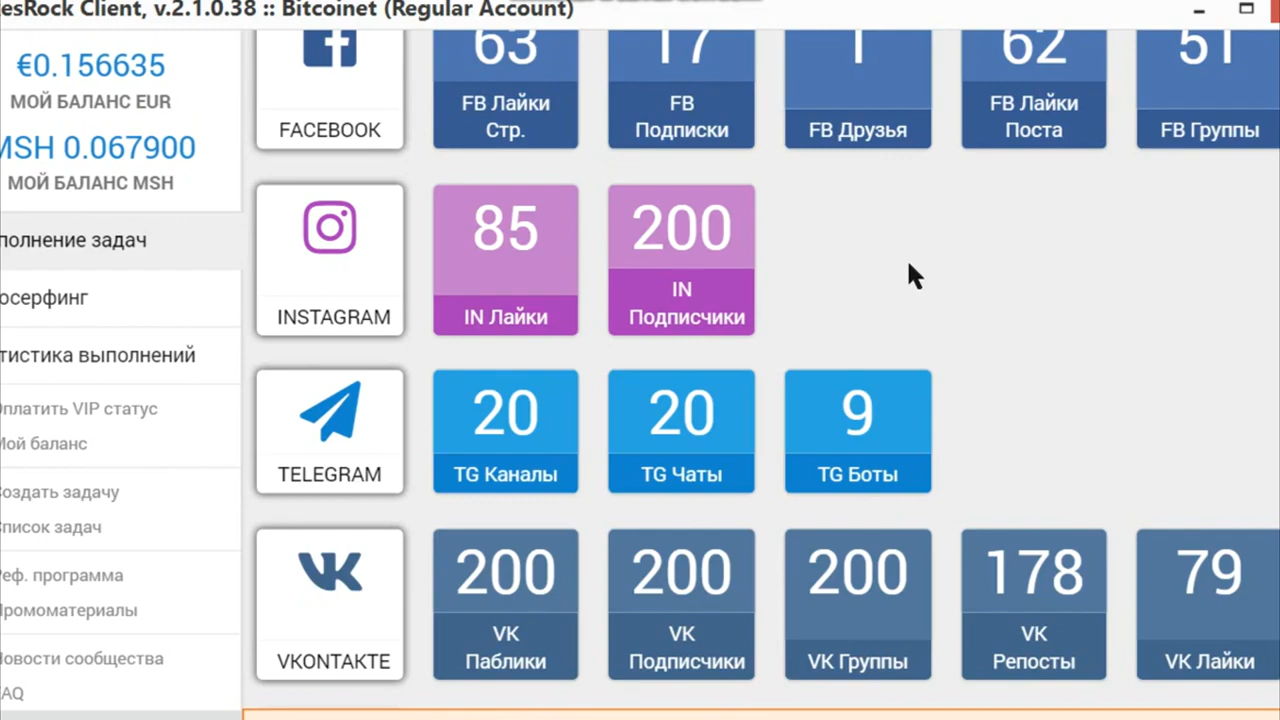 esRock Client, v.2.1.0.38 :: Bitcoinet (Regular Account)
€0.156635
МОЙ БАЛАНС EUR
MSH 0.067900
МОЙ БАЛАНС MSH
полнение задач
осерфинг
тистика выполнений
Оплатить VIP статус
Мой баланс
Создать задачу
Список задач
Реф. программа
Промоматериалы
Новости сообщества
FAQ
FACEBOOK
63
FB Лайки
Стр.
17
FB
Подписки
1
FB Друзья
62
FB Лайки
Поста
51
FB Группы
INSTAGRAM
85
IN Лайки
200
IN
Подписчики
TELEGRAM
20
TG Каналы
20
TG Чаты
9
TG Боты
VKONTAKTE
200
VK
Паблики
200
VK
Подписчики
200
VK Группы
178
VK
Репосты
79
VK Лайки